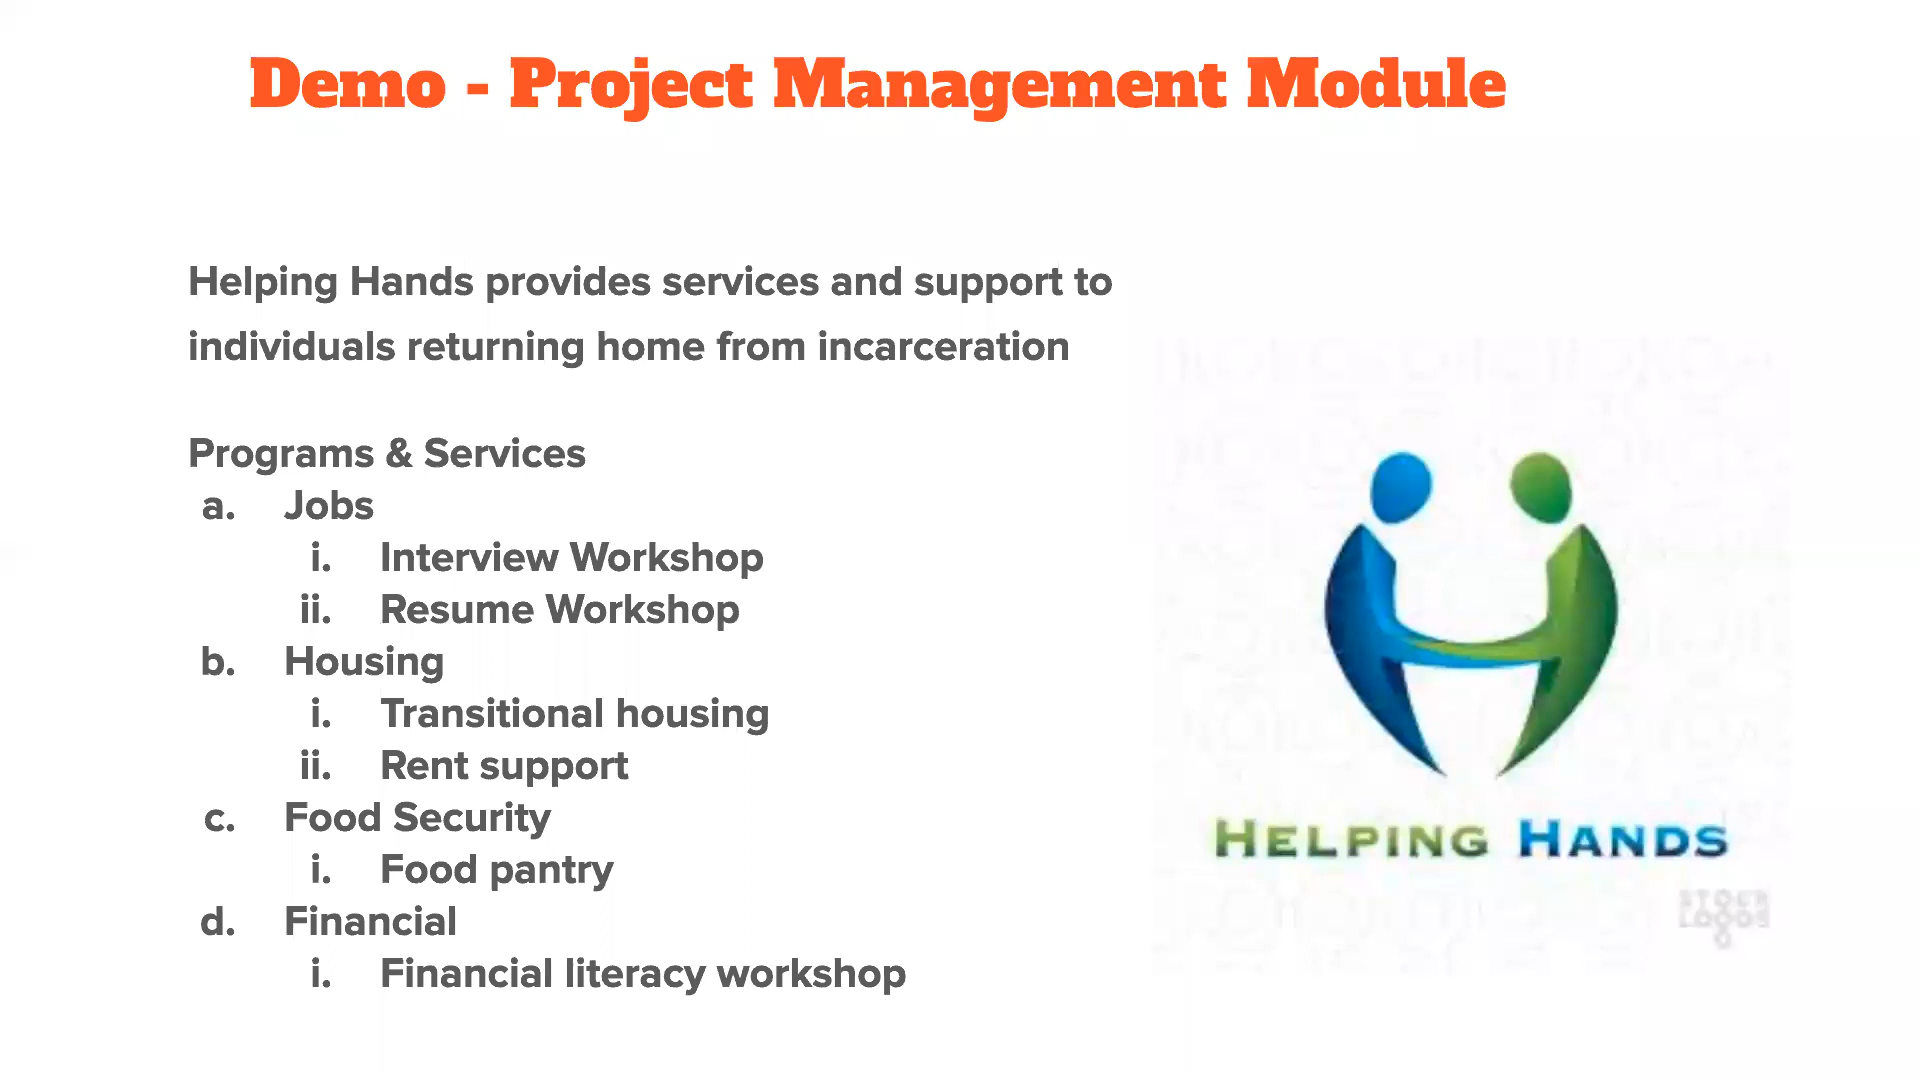 Demo - Project Management Module
Helping Hands provides services and support to
individuals returning home from incarceration
Programs & Services
a. Jobs
i. Interview Workshop
ii. Resume Workshop
b. Housing
i. Transitional housing
ii. Rent support
c. Food Security
i. Food pantry
d. Financial
i. Financial literacy workshop
HELPING HANDS